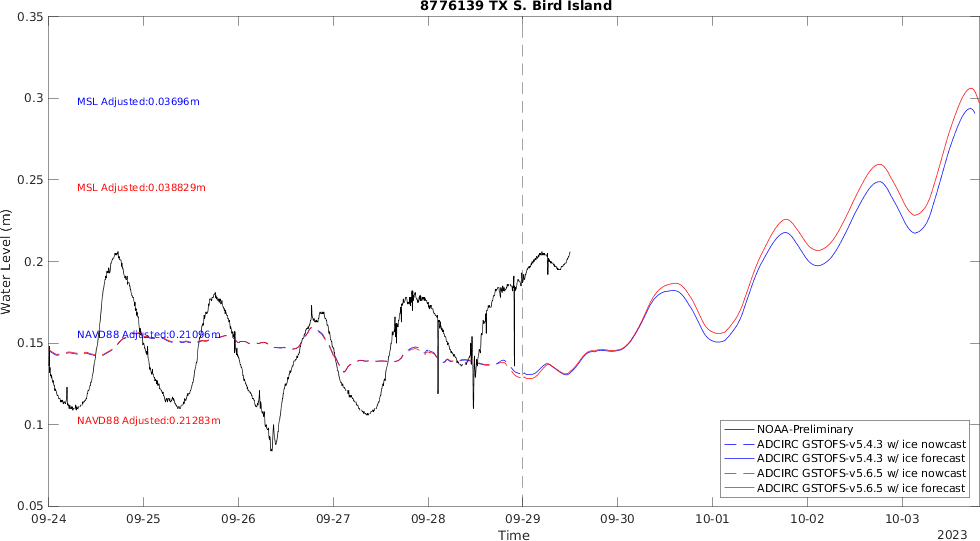 8776139 TX S. Bird Island
0.35
0.3
0.25
0.2
0.15
0.1
0.05
Water Level (m)
MSL Adjusted:0.03696m
MSL Adjusted:0.038829m
NAVD88 Adjusted:0.21096m
NAVD88 Adjusted:0.21283m
NOAA-Preliminary
ADCIRC GSTOFS-v5.4.3 w/ ice nowcast
ADCIRC GSTOFS-v5.4.3 w/ ice forecast
ADCIRC GSTOFS-v5.6.5 w/ ice nowcast
ADCIRC GSTOFS-v5.6.5 w/ ice forecast
09-24 09-25 09-26 09-27 09-28 09-29 09-30 10-01 10-02 10-03
Time
2023